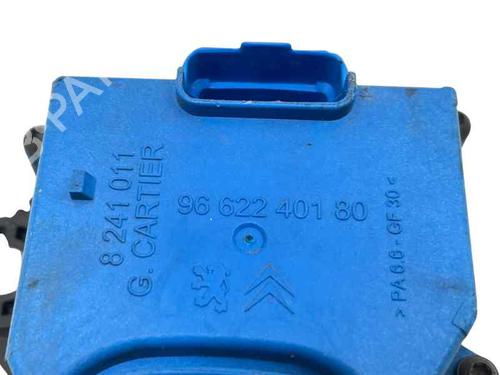 96 622 401 80
8 241 011
G. CARTIER
> PA 6.6 - GF 30 <